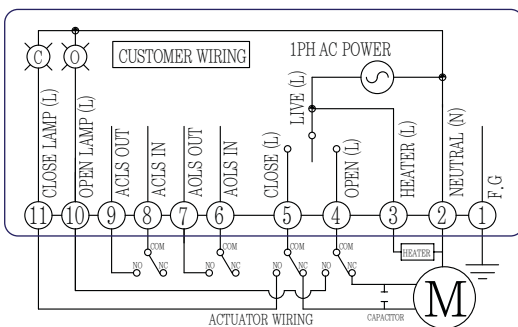 CUSTOMER WIRING
1PH AC POWER
C
O
CLOSE LAMP (L)
OPEN LAMP (L)
ACLS OUT
ACLS IN
AOLS OUT
AOLS IN
CLOSE (L)
LIVE (L)
OPEN (L)
HEATER (L)
NEUTRAL (N)
F.G
11
10
9
8
7
6
5
4
3
2
1
COM
COM
COM
COM
NO
NC
NO
NC
NO
NC
NO
NC
HEATER
M
CAPACITOR
ACTUATOR WIRING